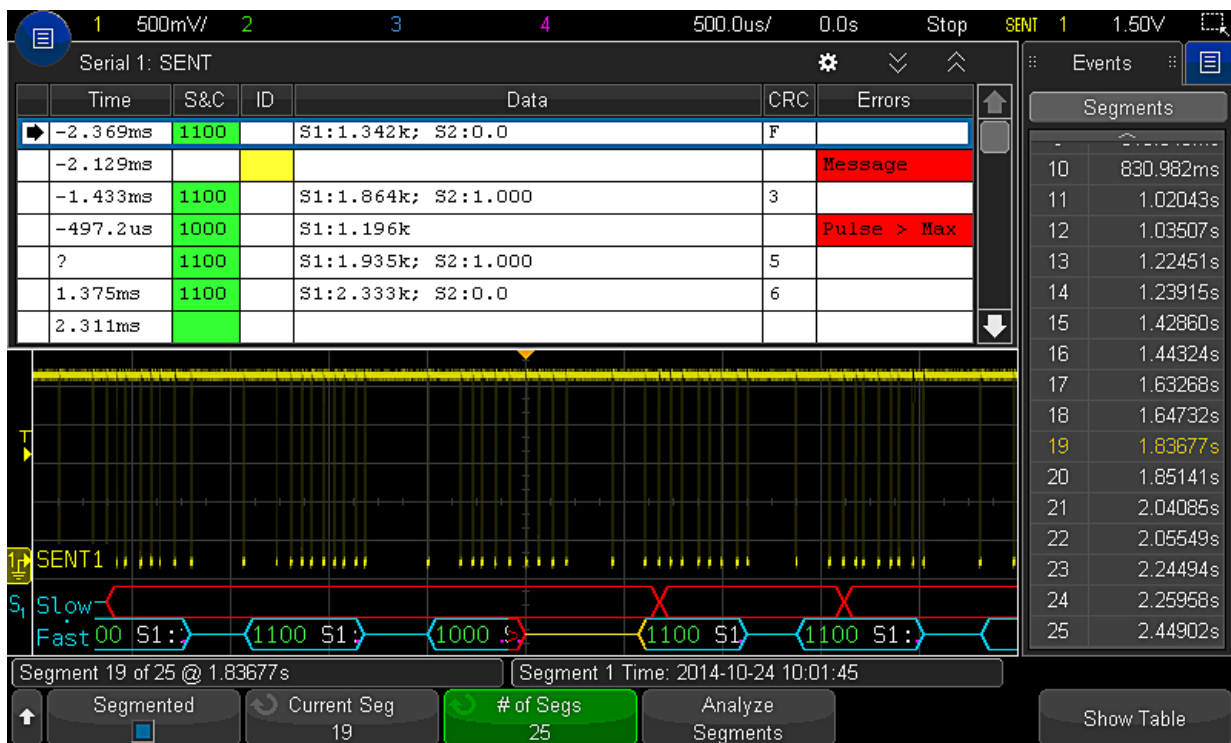 1 500mV/ 2 3 4 500.0us/ 0.0s Stop SENT 1 1.50V
Serial 1: SENT
Time S&C ID Data CRC Errors
-2.369ms 1100 S1:1.342k; S2:0.0 F
-2.129ms Message
-1.433ms 1100 S1:1.864k; S2:1.000 3
-497.2us 1000 S1:1.196k Pulse > Max
? 1100 S1:1.935k; S2:1.000 5
1.375ms 1100 S1:2.333k; S2:0.0 6
2.311ms
Events
Segments
10 830.982ms
11 1.02043s
12 1.03507s
13 1.22451s
14 1.23915s
15 1.42860s
16 1.44324s
17 1.63268s
18 1.64732s
19 1.83677s
20 1.85141s
21 2.04085s
22 2.05549s
23 2.24494s
24 2.25958s
25 2.44902s
T
SENT1
S1 Slow
Fast 00 S1: 1100 S1: 1000 1100 S1 1100 S1:
Segment 19 of 25 @ 1.83677s
Segment 1 Time: 2014-10-24 10:01:45
Segmented
Current Seg
19
# of Segs
25
Analyze
Segments
Show Table